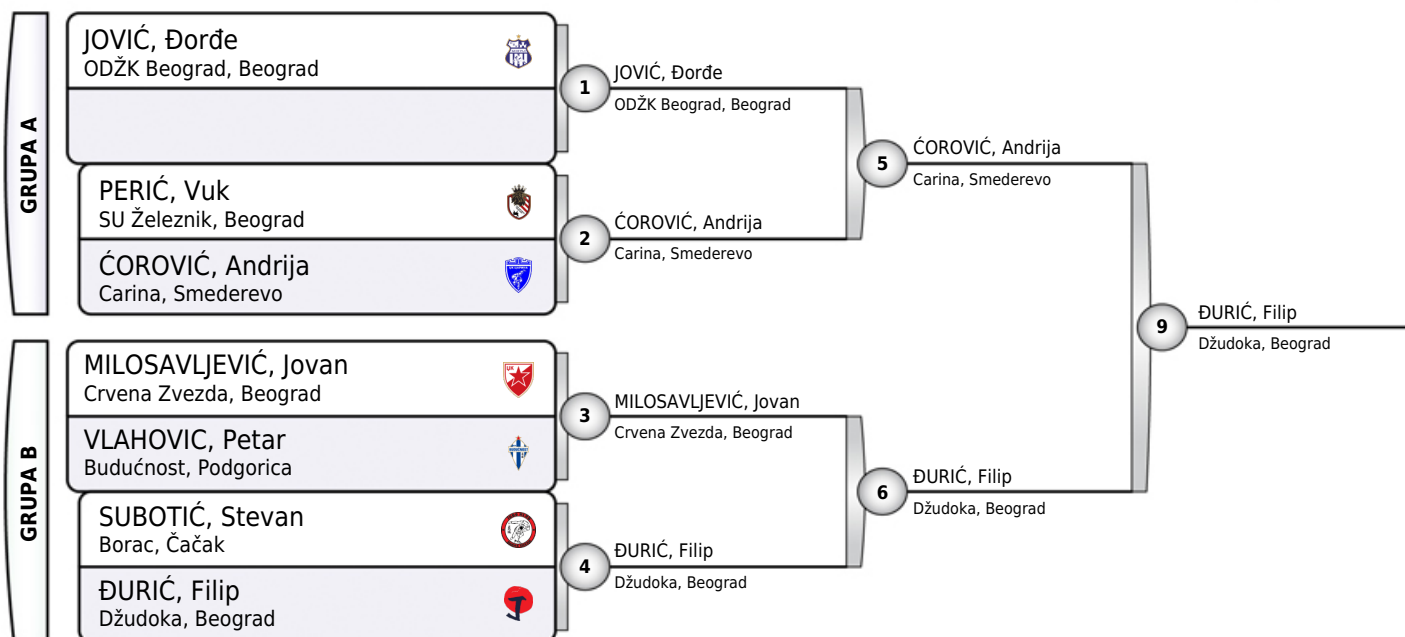 GRUPA A
JOVIĆ, Đorđe
ODŽK Beograd, Beograd
PERIĆ, Vuk
SU Železnik, Beograd
ĆOROVIĆ, Andrija
Carina, Smederevo
GRUPA B
MILOSAVLJEVIĆ, Jovan
Crvena Zvezda, Beograd
VLAHOVIC, Petar
Budućnost, Podgorica
SUBOTIĆ, Stevan
Borac, Čačak
ĐURIĆ, Filip
Džudoka, Beograd
1
JOVIĆ, Đorđe
ODŽK Beograd, Beograd
2
ĆOROVIĆ, Andrija
Carina, Smederevo
3
MILOSAVLJEVIĆ, Jovan
Crvena Zvezda, Beograd
4
ĐURIĆ, Filip
Džudoka, Beograd
5
ĆOROVIĆ, Andrija
Carina, Smederevo
6
ĐURIĆ, Filip
Džudoka, Beograd
9
ĐURIĆ, Filip
Džudoka, Beograd